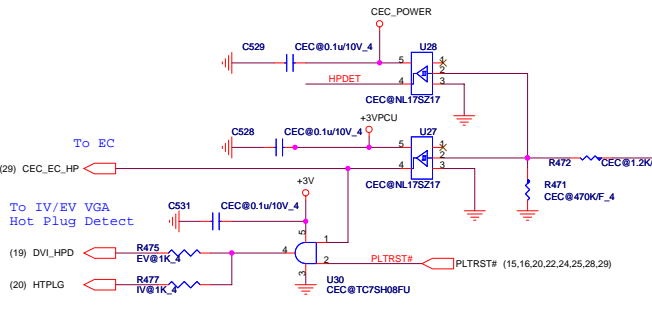 CEC_POWER
C529
CEC@0.1u/10V_4
U28
5
1
2
HPDET
4
3
CEC@NL17SZ17
+3VPCU
C528
CEC@0.1u/10V_4
U27
To EC
5
1
2
(29) CEC_EC_HP
4
3
R472
CEC@1.2K/
CEC@NL17SZ17
+3V
R471
CEC@470K/F_4
C531
CEC@0.1u/10V_4
To IV/EV VGA
Hot Plug Detect
5
1
(19) DVI_HPD
R475
EV@1K_4
4
2
PLTRST#
PLTRST# (15,16,20,22,24,25,28,29)
3
(20) HTPLG
R477
IV@1K_4
U30
CEC@TC7SH08FU